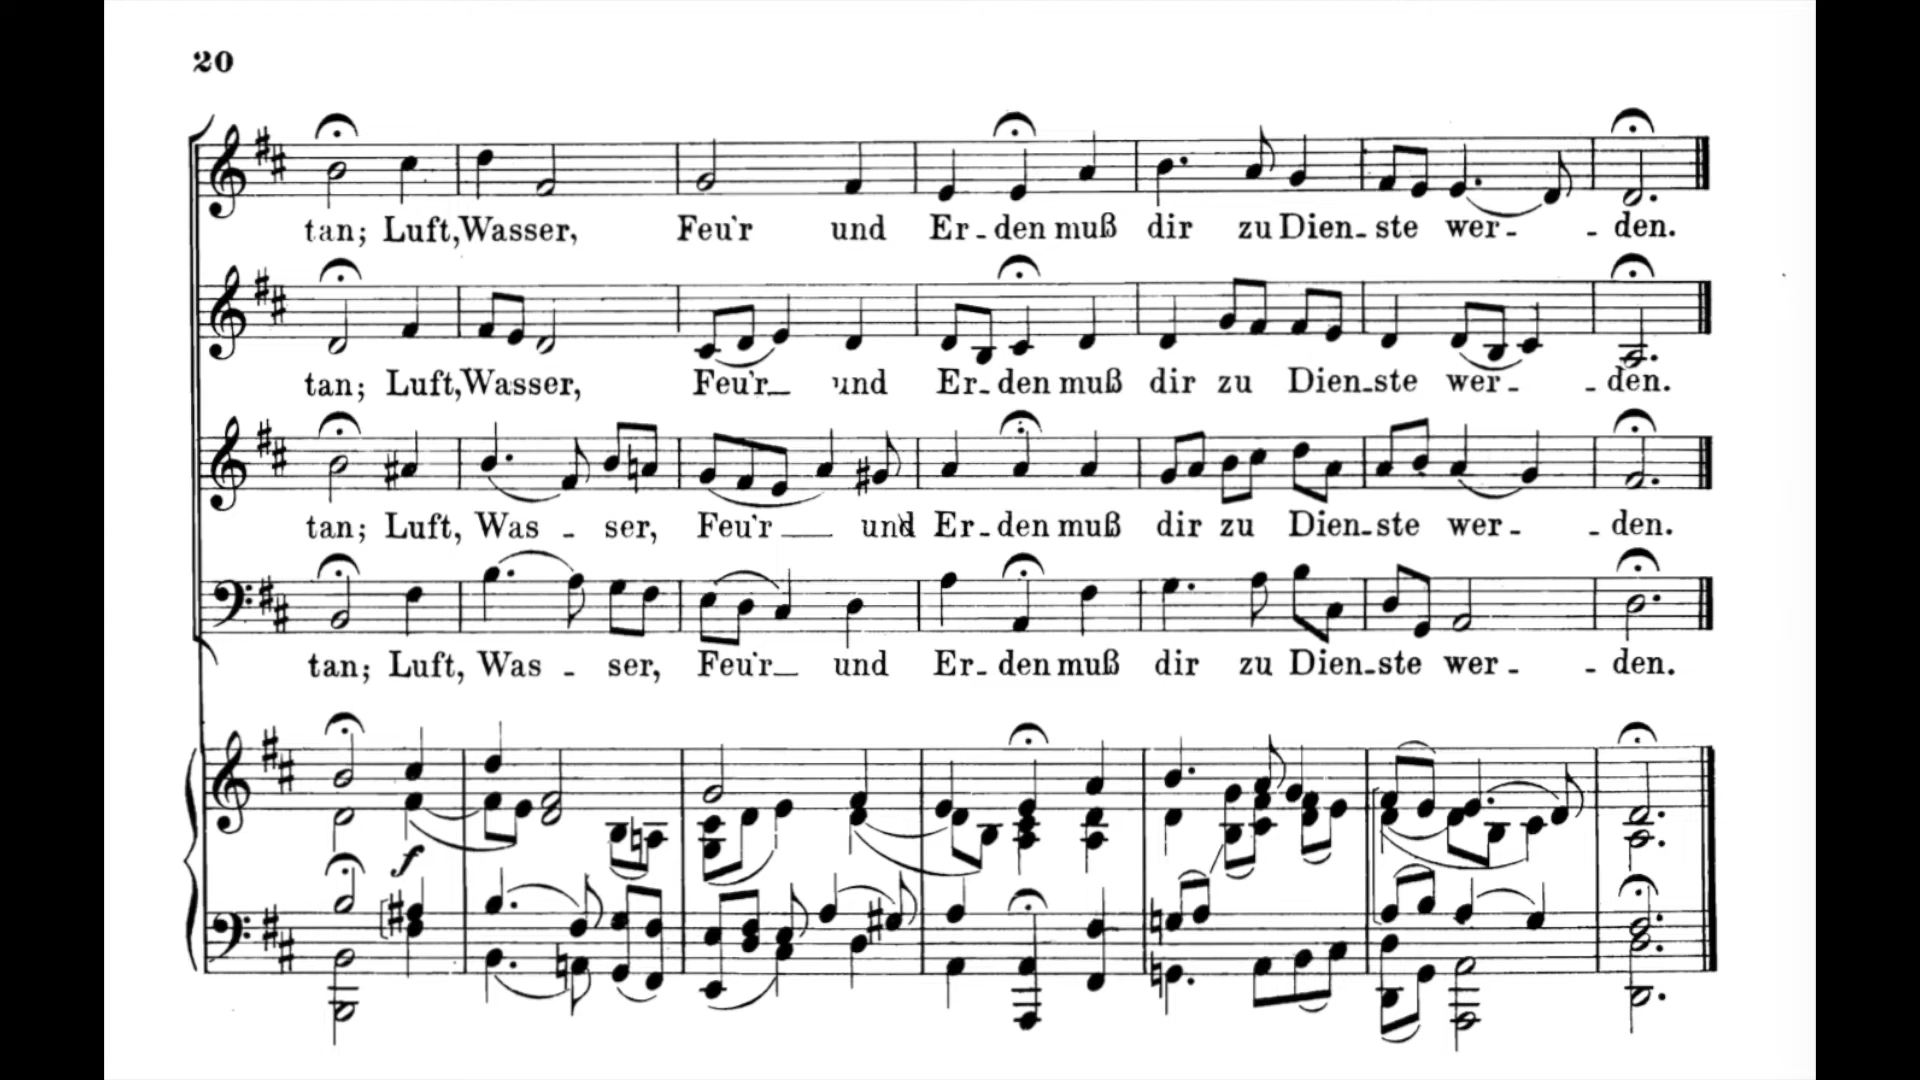 20
tan; Luft, Wasser, Feu'r und Er - den muß dir zu Dien - ste wer - - den.
tan; Luft, Wasser, Feu'r und Er - den muß dir zu Dien - ste wer - - den.
tan; Luft, Was - ser, Feu'r und Er - den muß dir zu Dien - ste wer - - den.
tan; Luft, Was - ser, Feu'r und Er - den muß dir zu Dien - ste wer - - den.
f